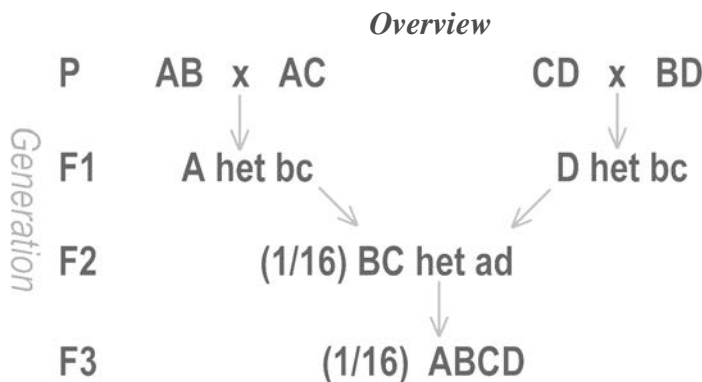 Overview
P AB x AC CD x BD
Generation
F1 A het bc D het bc
F2 (1/16) BC het ad
F3 (1/16) ABCD